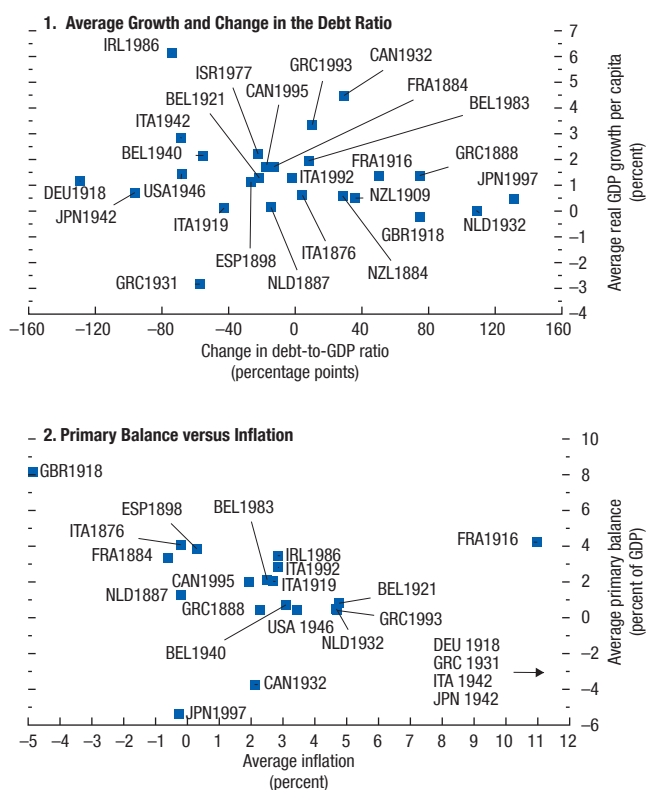 1. Average Growth and Change in the Debt Ratio
7
IRL1986
CAN1932
6
GRC1993
ISR1977
FRA1884
5
CAN1995
BEL1921
BEL1983
4
ITA1942
3
BEL1940
FRA1916
GRC1888
2
ITA1992
JPN1997
DEU1918
USA1946
NZL1909
1
JPN1942
ITA1919
GBR1918
NLD1932
0
ITA1876
–1
ESP1898
NLD1887
NZL1884
–2
GRC1931
–3
–4
Average real GDP growth per capita
(percent)
–160 –120 –80 –40 0 40 80 120 160
Change in debt-to-GDP ratio
(percentage points)
2. Primary Balance versus Inflation
10
GBR1918
8
ESP1898
BEL1983
6
ITA1876
FRA1884
IRL1986
FRA1916
4
ITA1992
CAN1995
ITA1919
2
NLD1887
BEL1921
GRC1888
GRC1993
0
USA 1946
NLD1932
BEL1940
DEU 1918
GRC 1931
ITA 1942
JPN 1942
–2
CAN1932
–4
JPN1997
–6
Average primary balance
(percent of GDP)
–5 –4 –3 –2 –1 0 1 2 3 4 5 6 7 8 9 10 11 12
Average inflation
(percent)